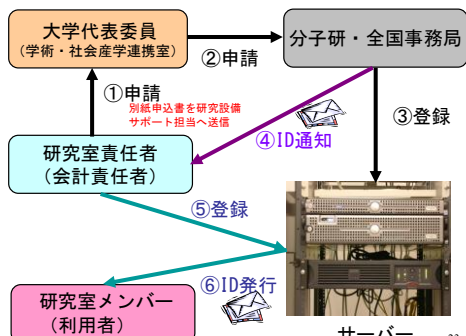 大学代表委員
(学術・社会産学連携室)
②申請
分子研・全国事務局
①申請
別紙申込書を研究設備
サポート担当へ送信
④ID通知
③登録
研究室責任者
(会計責任者)
⑤登録
⑥ID発行
研究室メンバー
(利用者)
サーバー